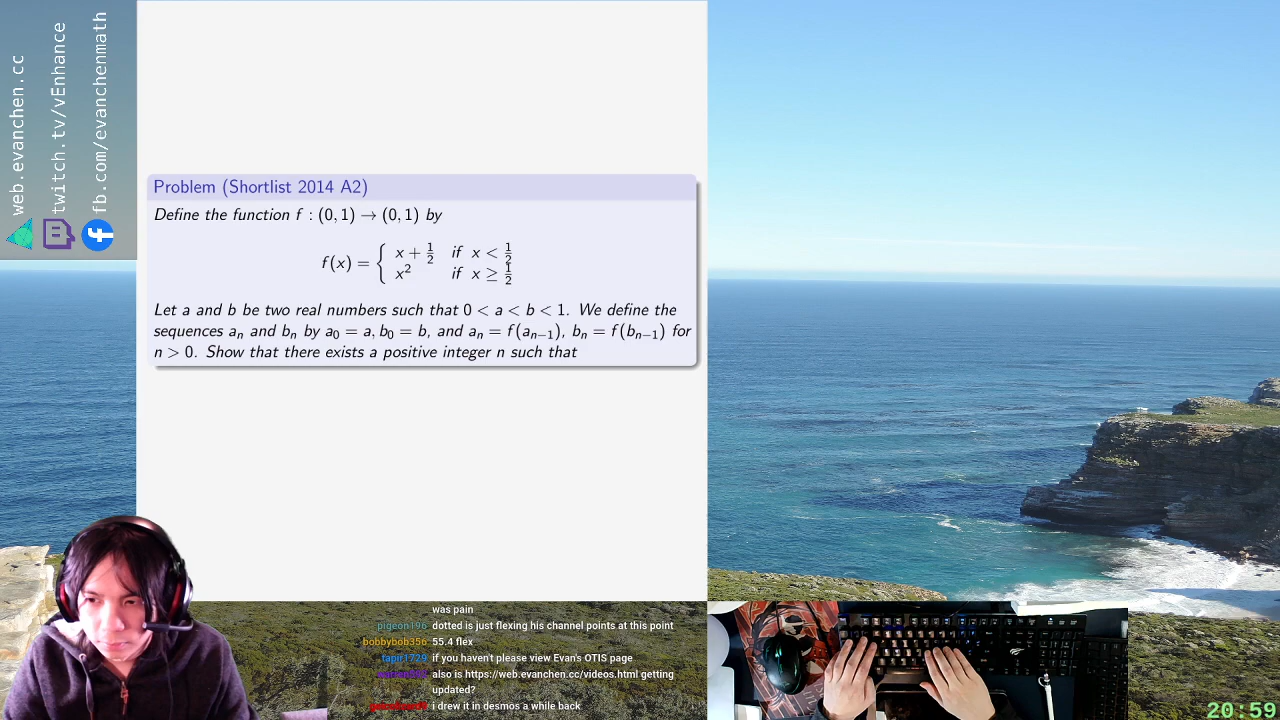 web.evanchen.cc
twitch.tv/vEnhance
fb.com/evanchenmath
Problem (Shortlist 2014 A2)
Define the function f : (0, 1) → (0, 1) by
f(x) = { x + 1/2 if x < 1/2
x² if x ≥ 1/2
Let a and b be two real numbers such that 0 < a < b < 1. We define the
sequences aₙ and bₙ by a₀ = a, b₀ = b, and aₙ = f(aₙ₋₁), bₙ = f(bₙ₋₁) for
n > 0. Show that there exists a positive integer n such that
was pain
pigeon196: dotted is just flexing his channel points at this point
bobbybob356: 55.4 flex
tapir1729: if you haven't please view Evan's OTIS page
also is https://web.evanchen.cc/videos.html getting
updated?
i drew it in desmos a while back
20:59